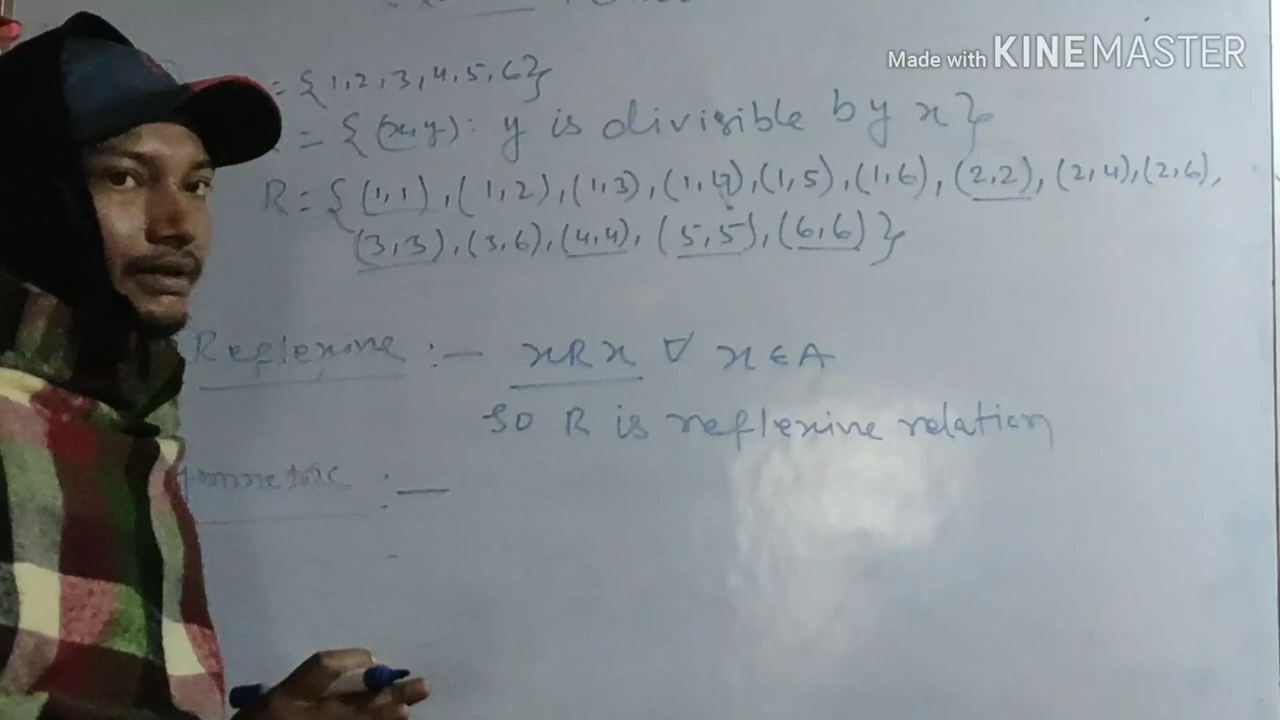 Made with KINEMASTER
= {1,2,3,4,5,6}
= {(x,y): y is divisible by x}
R = {(1,1), (1,2), (1,3), (1,4), (1,5), (1,6), (2,2), (2,4), (2,6),
(3,3), (3,6), (4,4), (5,5), (6,6)}
Reflexive :— xRx ∀ x ∈ A
so R is reflexive relation
ymmetric :—